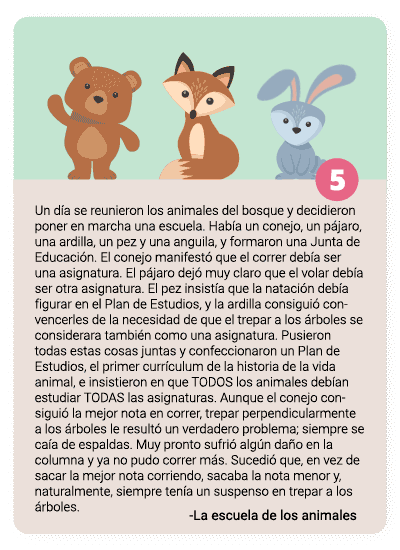 5
Un día se reunieron los animales del bosque y decidieron
poner en marcha una escuela. Había un conejo, un pájaro,
una ardilla, un pez y una anguila, y formaron una Junta de
Educación. El conejo manifestó que el correr debía ser
una asignatura. El pájaro dejó muy claro que el volar debía
ser otra asignatura. El pez insistía que la natación debía
figurar en el Plan de Estudios, y la ardilla consiguió con-
vencerles de la necesidad de que el trepar a los árboles se
considerara también como una asignatura. Pusieron
todas estas cosas juntas y confeccionaron un Plan de
Estudios, el primer currículum de la historia de la vida
animal, e insistieron en que TODOS los animales debían
estudiar TODAS las asignaturas. Aunque el conejo con-
siguió la mejor nota en correr, trepar perpendicularmente
a los árboles le resultó un verdadero problema; siempre se
caía de espaldas. Muy pronto sufrió algún daño en la
columna y ya no pudo correr más. Sucedió que, en vez de
sacar la mejor nota corriendo, sacaba la nota menor y,
naturalmente, siempre tenía un suspenso en trepar a los
árboles.
-La escuela de los animales